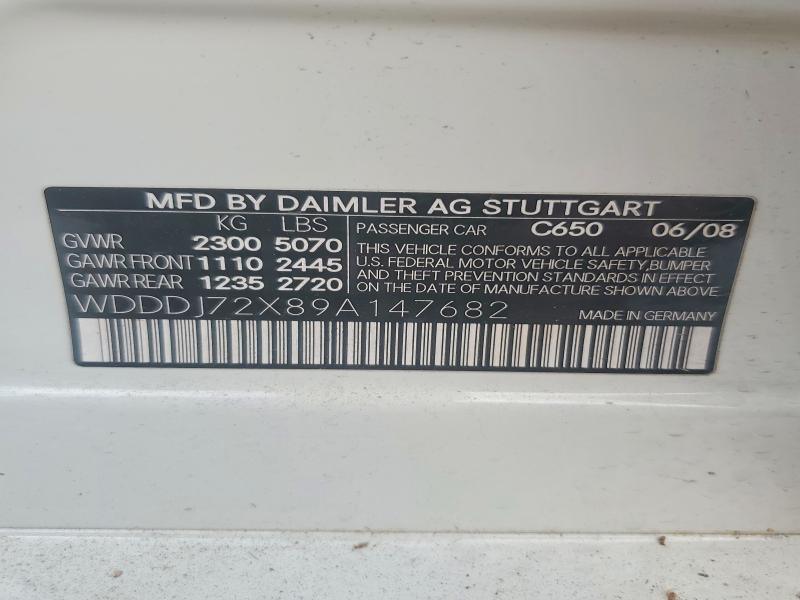 MFD BY DAIMLER AG STUTTGART
KG LBS
GVWR 2300 5070
GAWR FRONT 1110 2445
GAWR REAR 1235 2720
PASSENGER CAR C650 06/08
THIS VEHICLE CONFORMS TO ALL APPLICABLE
U.S. FEDERAL MOTOR VEHICLE SAFETY, BUMPER
AND THEFT PREVENTION STANDARDS IN EFFECT
ON THE DATE OF MANUFACTURE SHOWN ABOVE.
WDDDJ72X89A147682
MADE IN GERMANY